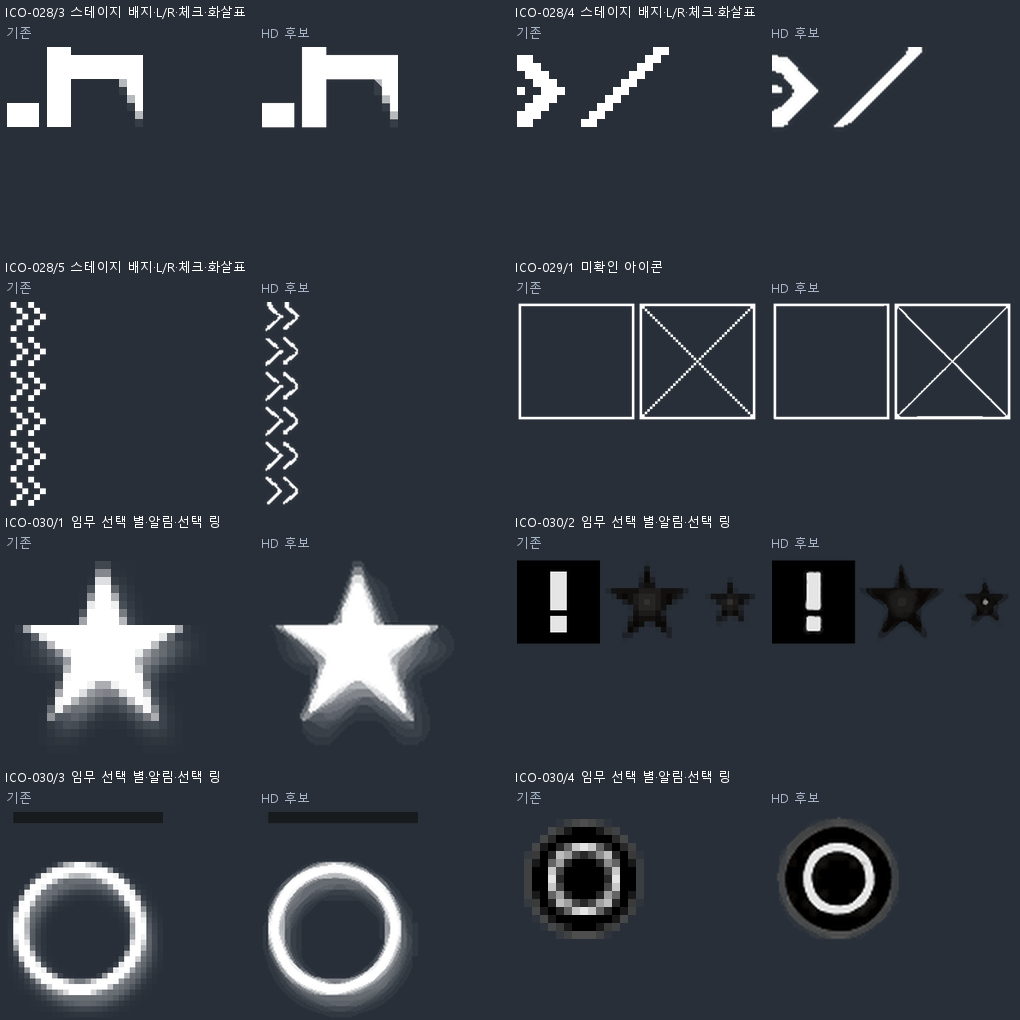 ICO-028/3 스테이지 배지·L/R·체크·화살표
기존
HD 후보
ICO-028/4 스테이지 배지·L/R·체크·화살표
기존
HD 후보
ICO-028/5 스테이지 배지·L/R·체크·화살표
기존
HD 후보
ICO-029/1 미확인 아이콘
기존
HD 후보
ICO-030/1 임무 선택 별·알림·선택 링
기존
HD 후보
ICO-030/2 임무 선택 별·알림·선택 링
기존
HD 후보
ICO-030/3 임무 선택 별·알림·선택 링
기존
HD 후보
ICO-030/4 임무 선택 별·알림·선택 링
기존
HD 후보